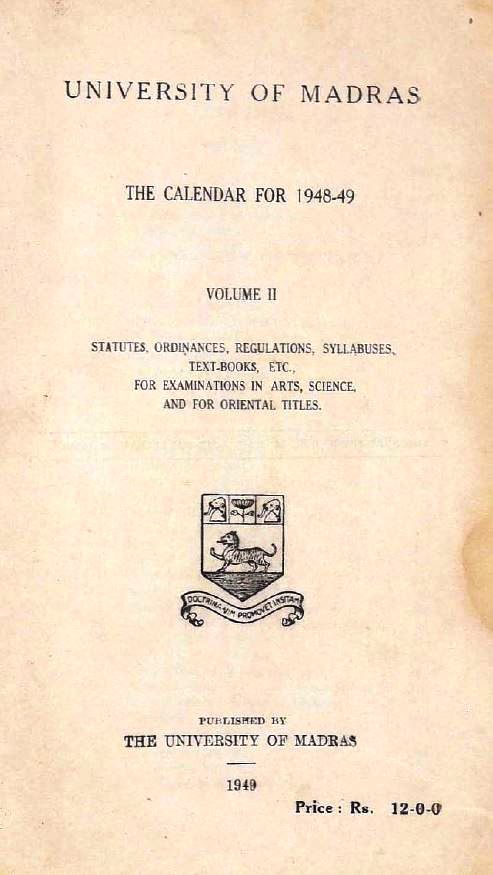 UNIVERSITY OF MADRAS
THE CALENDAR FOR 1948-49
VOLUME II
STATUTES, ORDINANCES, REGULATIONS, SYLLABUSES,
TEXT-BOOKS, ETC.,
FOR EXAMINATIONS IN ARTS, SCIENCE,
AND FOR ORIENTAL TITLES.
DOCTRINA VIM PROMOVET INSITAM
PUBLISHED BY
THE UNIVERSITY OF MADRAS
1949
Price : Rs. 12-0-0